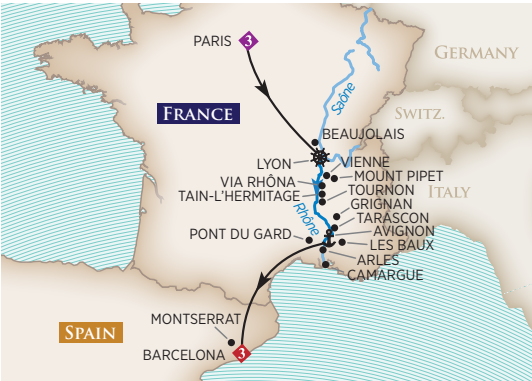 PARIS
3
GERMANY
Saône
FRANCE
SWITZ.
BEAUJOLAIS
LYON
VIENNE
MOUNT PIPET
VIA RHÔNA
TOURNON
TAIN-L'HERMITAGE
ITALY
GRIGNAN
Rhône
TARASCON
AVIGNON
PONT DU GARD
LES BAUX
ARLES
CAMARGUE
MONTSERRAT
SPAIN
BARCELONA
3